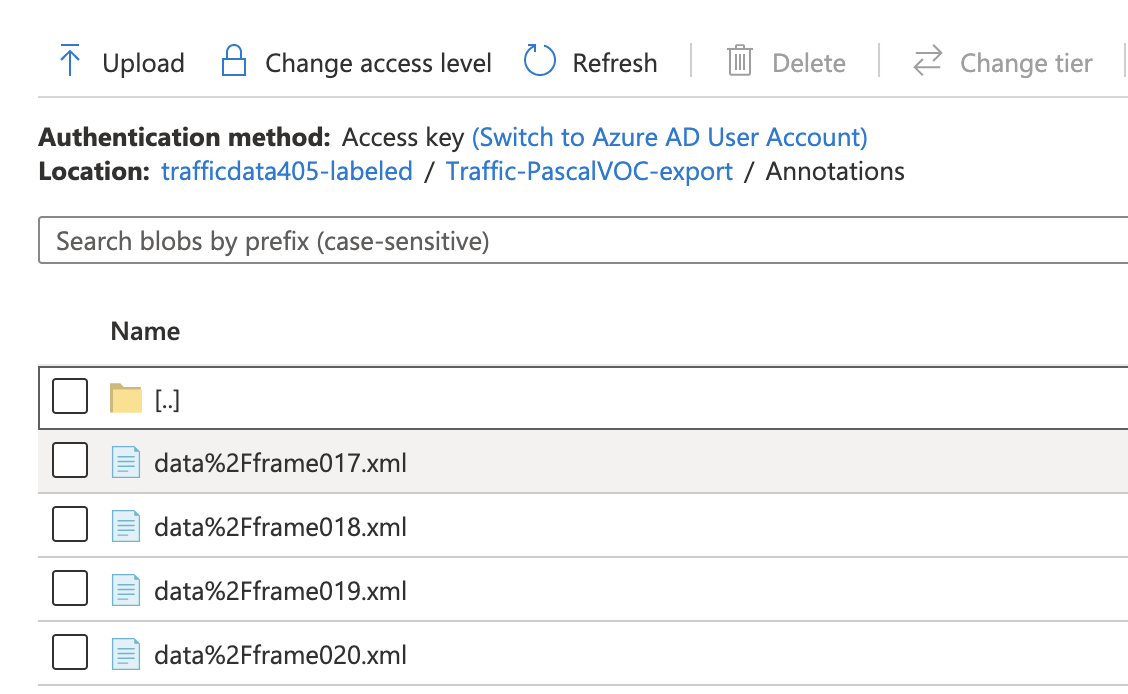 Upload Change access level Refresh Delete Change tier
Authentication method: Access key (Switch to Azure AD User Account)
Location: trafficdata405-labeled / Traffic-PascalVOC-export / Annotations
Search blobs by prefix (case-sensitive)
Name
[..]
data%2Fframe017.xml
data%2Fframe018.xml
data%2Fframe019.xml
data%2Fframe020.xml